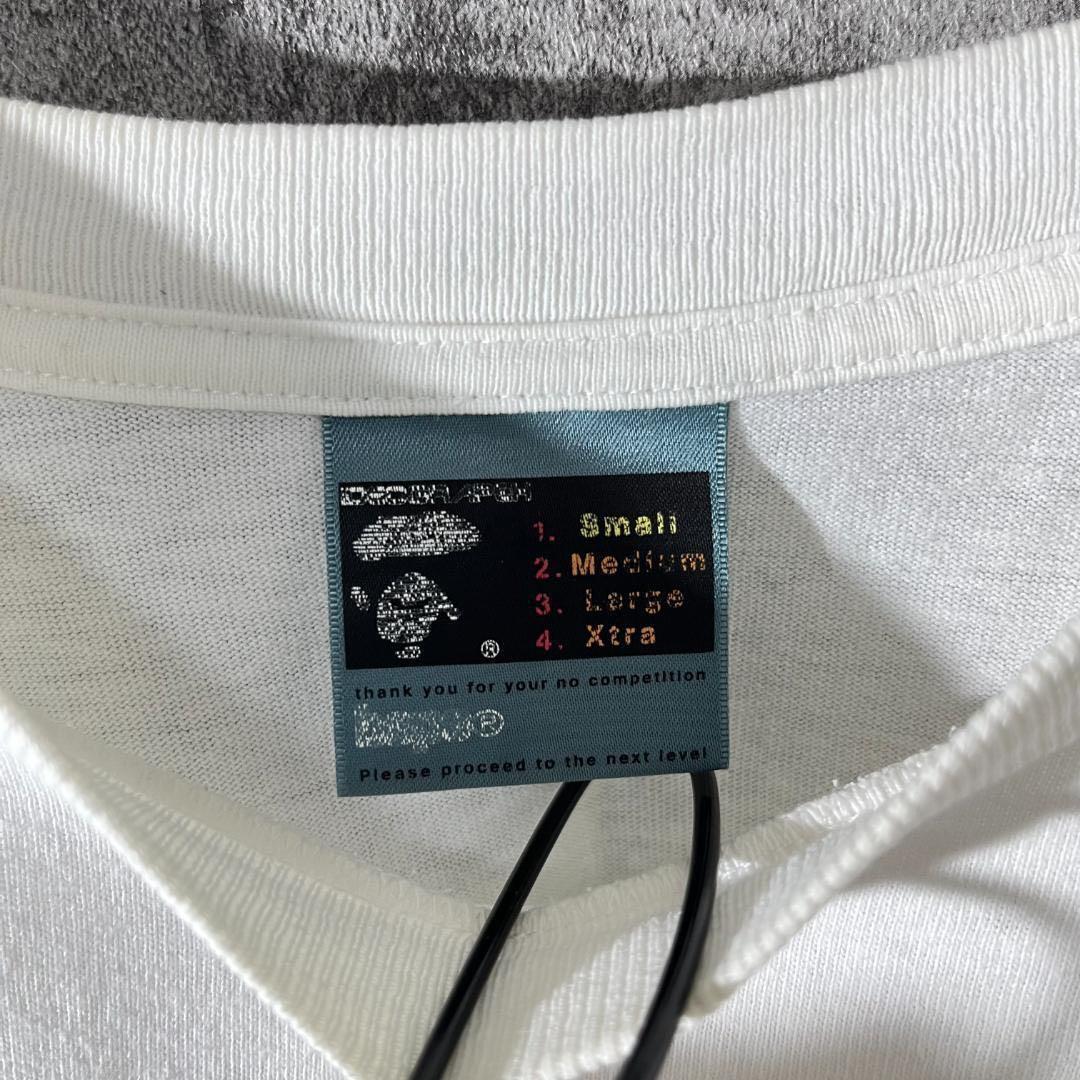 1. Small
2. Medium
3. Large
4. Xtra
®
thank you for your no competition
®
Please proceed to the next level